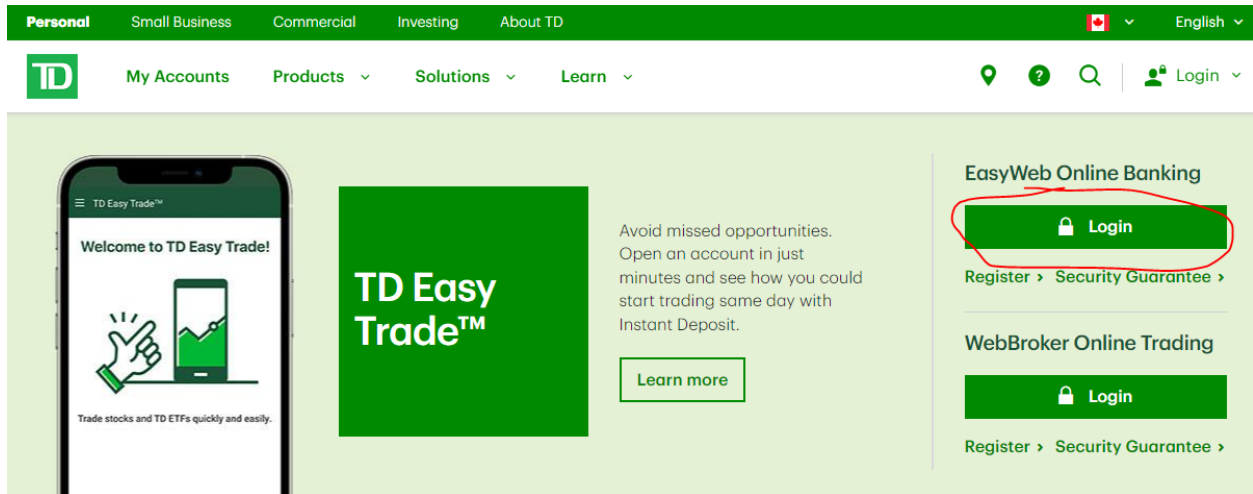 Personal Small Business Commercial Investing About TD English
TD My Accounts Products Solutions Learn ? Login
TD Easy Trade™
Welcome to TD Easy Trade!
Trade stocks and TD ETFs quickly and easily.
TD Easy
Trade™
Avoid missed opportunities.
Open an account in just
minutes and see how you could
start trading same day with
Instant Deposit.
Learn more
EasyWeb Online Banking
Login
Register › Security Guarantee ›
WebBroker Online Trading
Login
Register › Security Guarantee ›